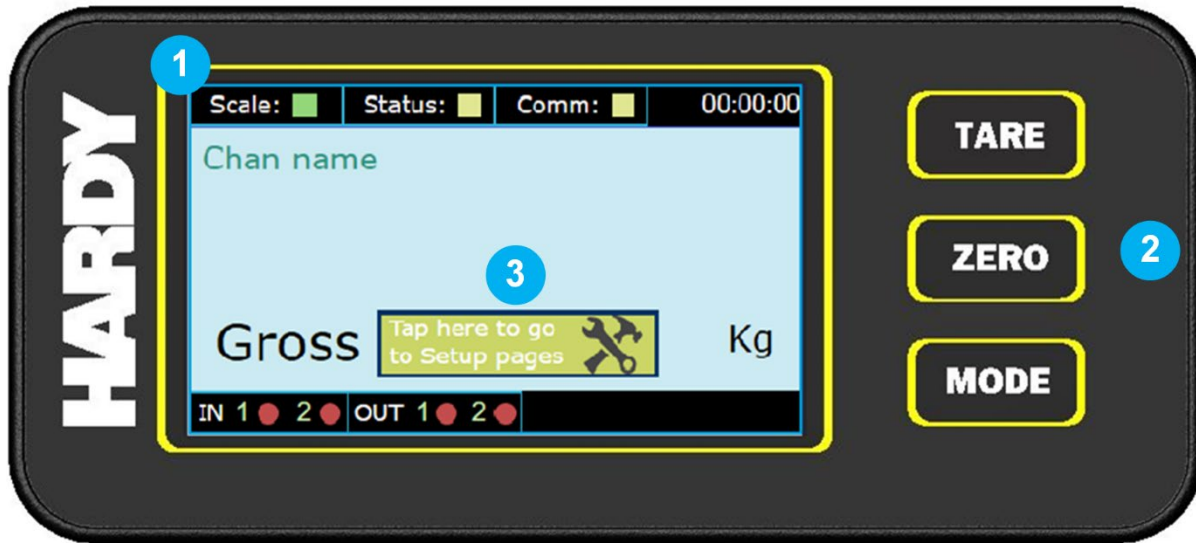 HARDY
1
Scale: Status: Comm: 00:00:00
Chan name
3
Gross
Tap here to go
to Setup pages
Kg
IN 1 2 OUT 1 2
TARE
ZERO
2
MODE